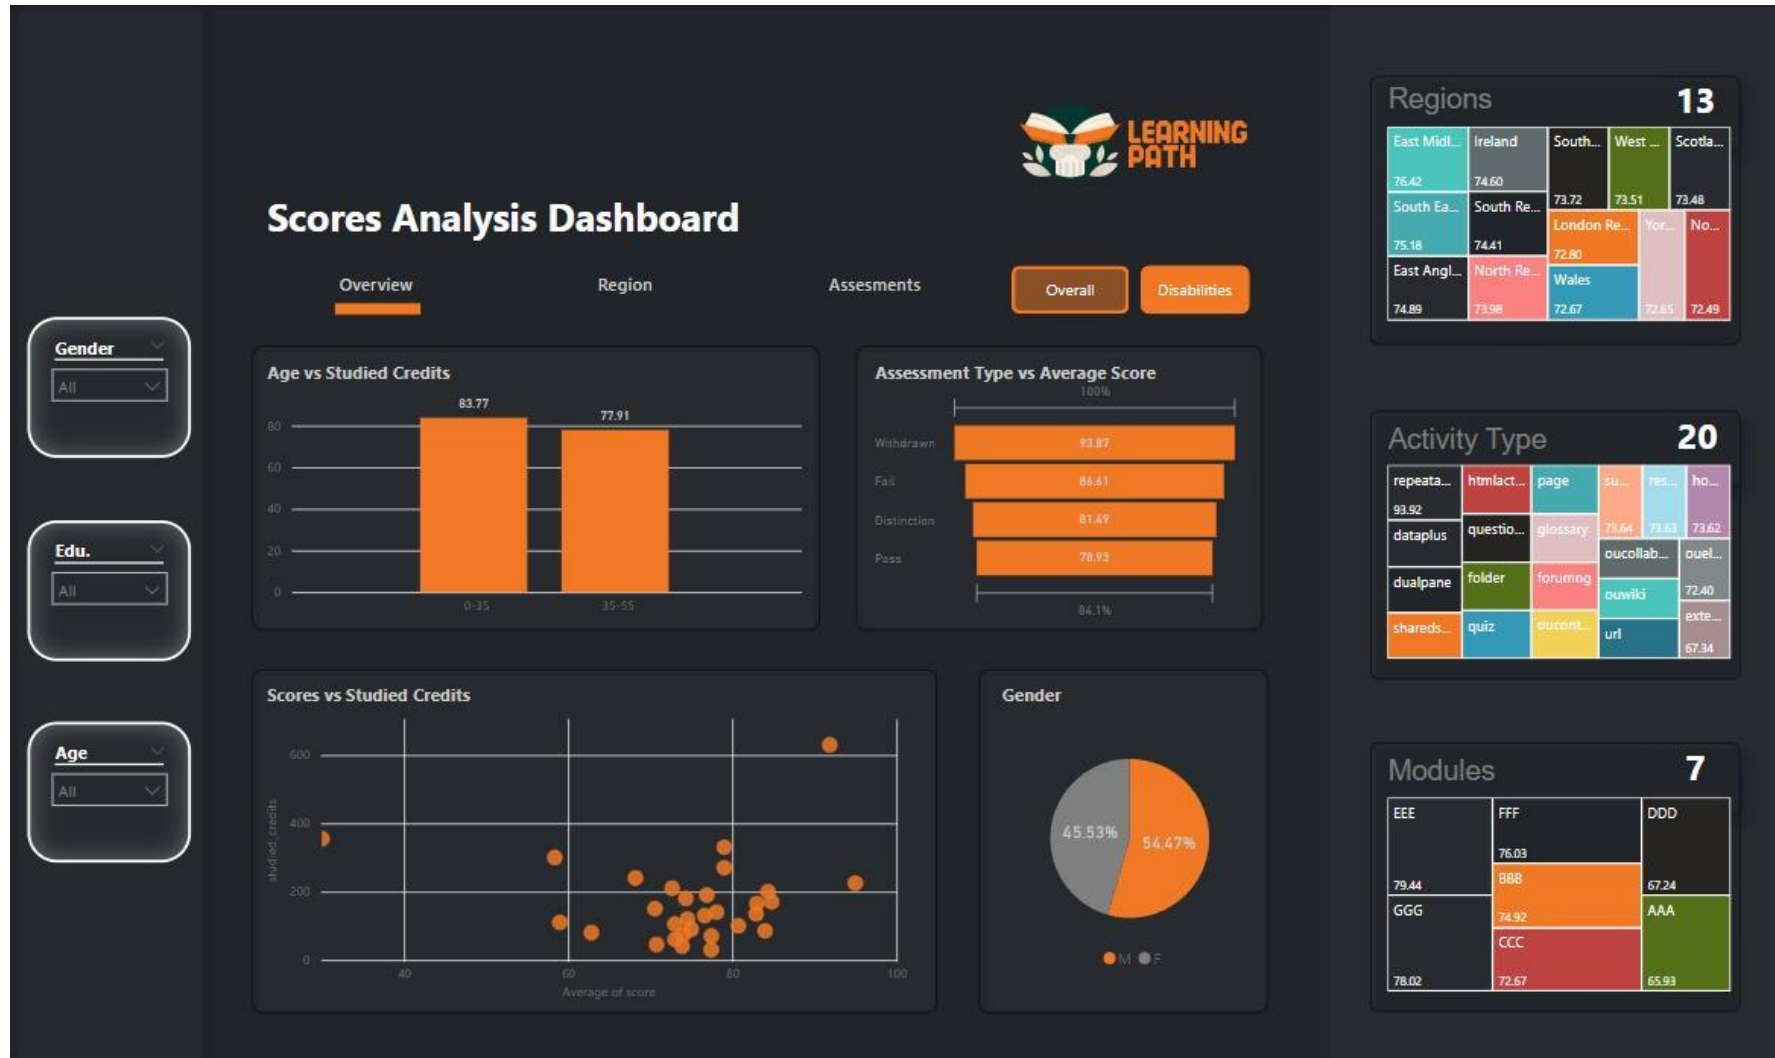 LEARNING
PATH
Scores Analysis Dashboard
Overview
Region
Assesments
Overall
Disabilities
Gender
All
Edu.
All
Age
All
Age vs Studied Credits
83.77
77.91
80
60
40
20
0
0-35
35-55
Assessment Type vs Average Score
100%
Withdrawn
93.87
Fail
86.61
Distinction
81.49
Pass
78.93
84.1%
Scores vs Studied Credits
studied_credits
600
400
200
0
40
60
80
100
Average of score
Gender
45.53%
54.47%
M
F
Regions
13
East Midl...
76.42
South Ea...
75.18
East Angl...
74.89
Ireland
74.60
South Re...
74.41
North Re...
73.98
South...
73.72
West ...
73.51
Scotla...
73.48
London Re...
72.80
Wales
72.67
Yor...
72.65
No...
72.49
Activity Type
20
repeata...
93.92
dataplus
dualpane
shareds...
htmlact...
questio...
folder
quiz
page
glossary
forumng
oucont...
su...
73.64
res...
73.63
ho...
73.62
oucollab...
ouwiki
url
ouel...
72.40
exte...
67.34
Modules
7
EEE
79.44
GGG
78.02
FFF
76.03
BBB
74.92
CCC
72.67
DDD
67.24
AAA
65.93